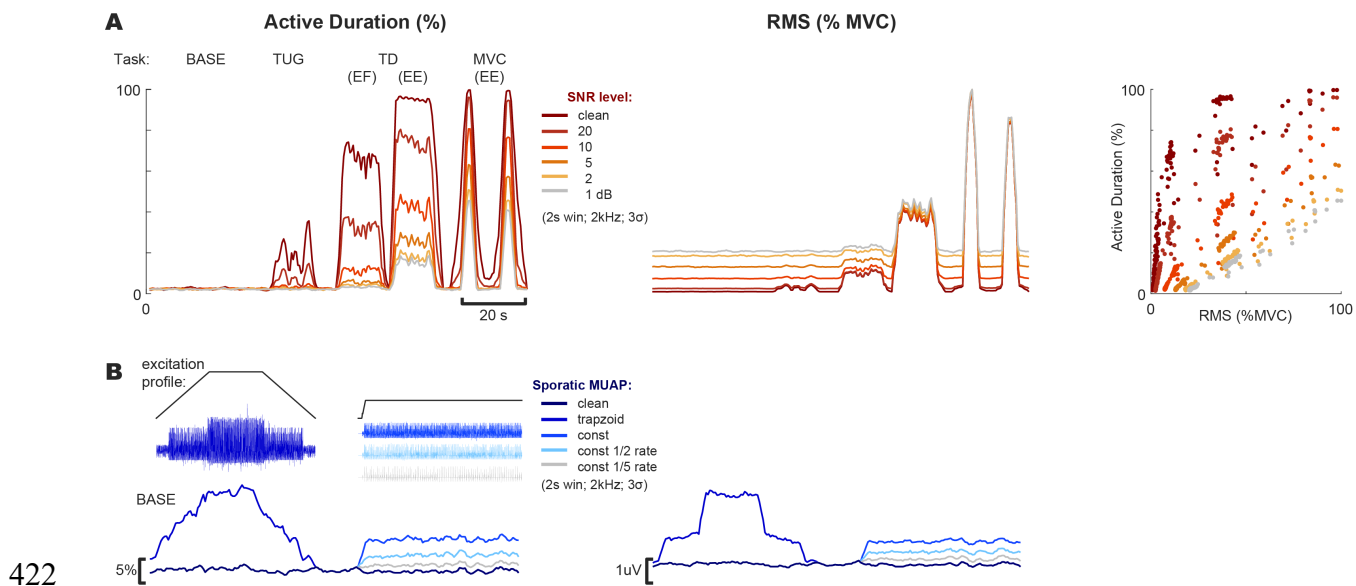 A
Active Duration (%)
RMS (% MVC)
Task: BASE TUG TD MVC
(EF) (EE) (EE)
100
0
0
20 s
SNR level:
clean
20
10
5
2
1 dB
(2s win; 2kHz; 3σ)
100
Active Duration (%)
0
0
100
RMS (%MVC)
B
excitation
profile:
Sporatic MUAP:
clean
trapzoid
const
const 1/2 rate
const 1/5 rate
(2s win; 2kHz; 3σ)
BASE
5%
1uV
422